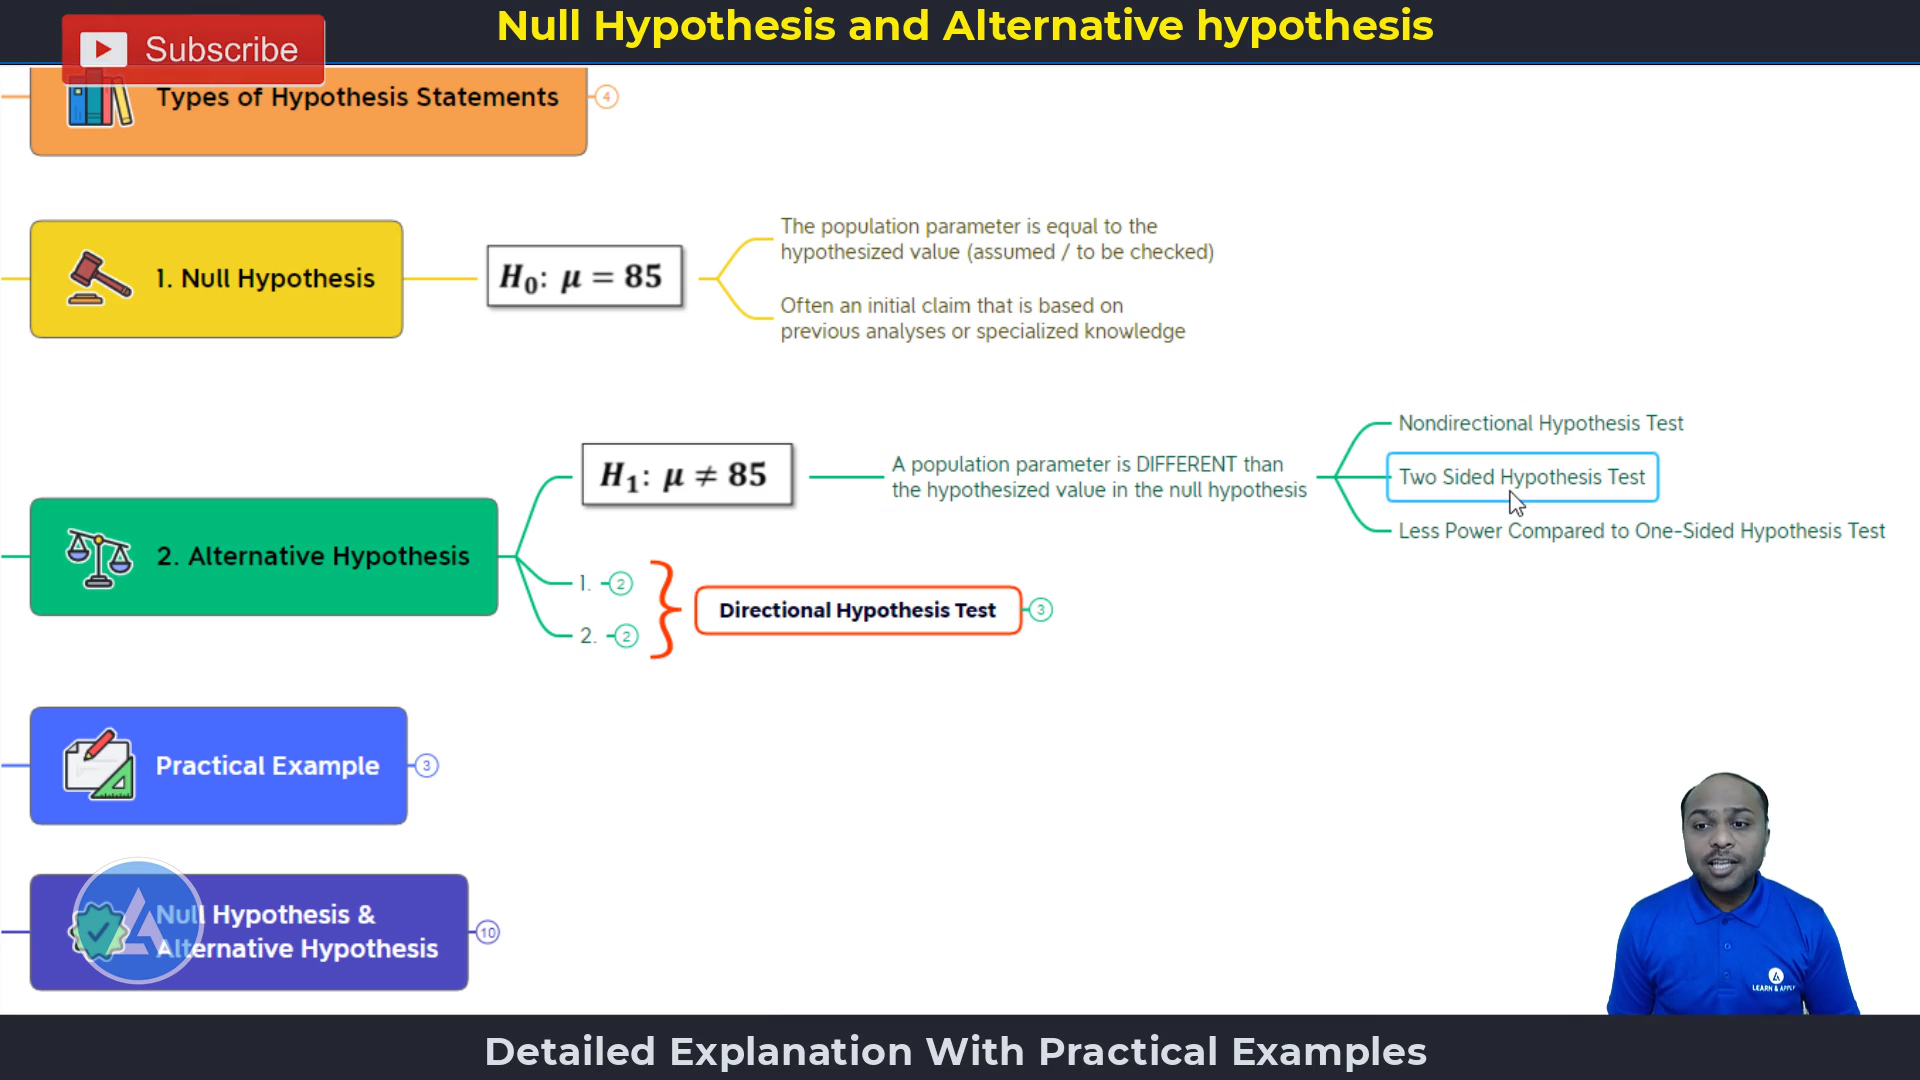 Null Hypothesis and Alternative hypothesis
Subscribe
Types of Hypothesis Statements
4
1. Null Hypothesis
H₀: μ = 85
The population parameter is equal to the
hypothesized value (assumed / to be checked)
Often an initial claim that is based on
previous analyses or specialized knowledge
2. Alternative Hypothesis
H₁: μ ≠ 85
A population parameter is DIFFERENT than
the hypothesized value in the null hypothesis
Nondirectional Hypothesis Test
Two Sided Hypothesis Test
Less Power Compared to One-Sided Hypothesis Test
1.
2
2.
2
Directional Hypothesis Test
3
Practical Example
3
Null Hypothesis &
Alternative Hypothesis
10
LEARN & APPLY
Detailed Explanation With Practical Examples